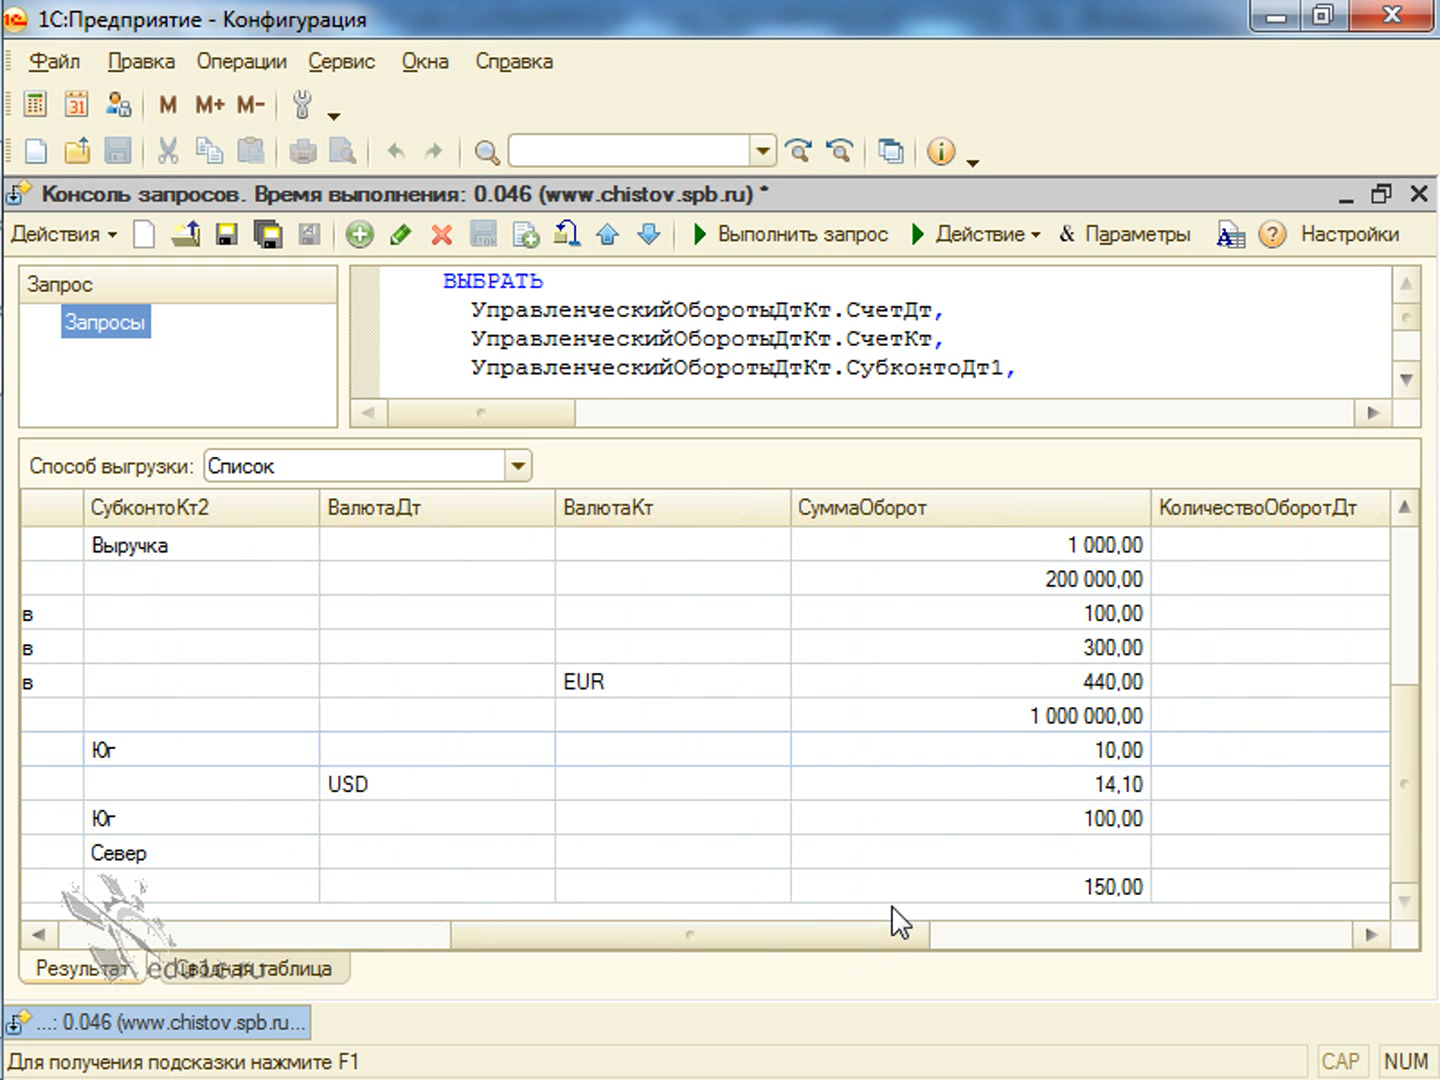 1С:Предприятие - Конфигурация
Файл Правка Операции Сервис Окна Справка
31 M M+ M-
Консоль запросов. Время выполнения: 0.046 (www.chistov.spb.ru) *
Действия Выполнить запрос Действие & Параметры Настройки
Запрос
Запросы
ВЫБРАТЬ
УправленческийОборотыДтКт.СчетДт,
УправленческийОборотыДтКт.СчетКт,
УправленческийОборотыДтКт.СубконтоДт1,
Способ выгрузки: Список
СубконтоКт2 ВалютаДт ВалютаКт СуммаОборот КоличествоОборотДт
Выручка 1 000,00
200 000,00
в 100,00
в 300,00
в EUR 440,00
1 000 000,00
Юг 10,00
USD 14,10
Юг 100,00
Север
150,00
Результат Сводная таблица
edu1c.ru
...: 0.046 (www.chistov.spb.ru...
Для получения подсказки нажмите F1 CAP NUM